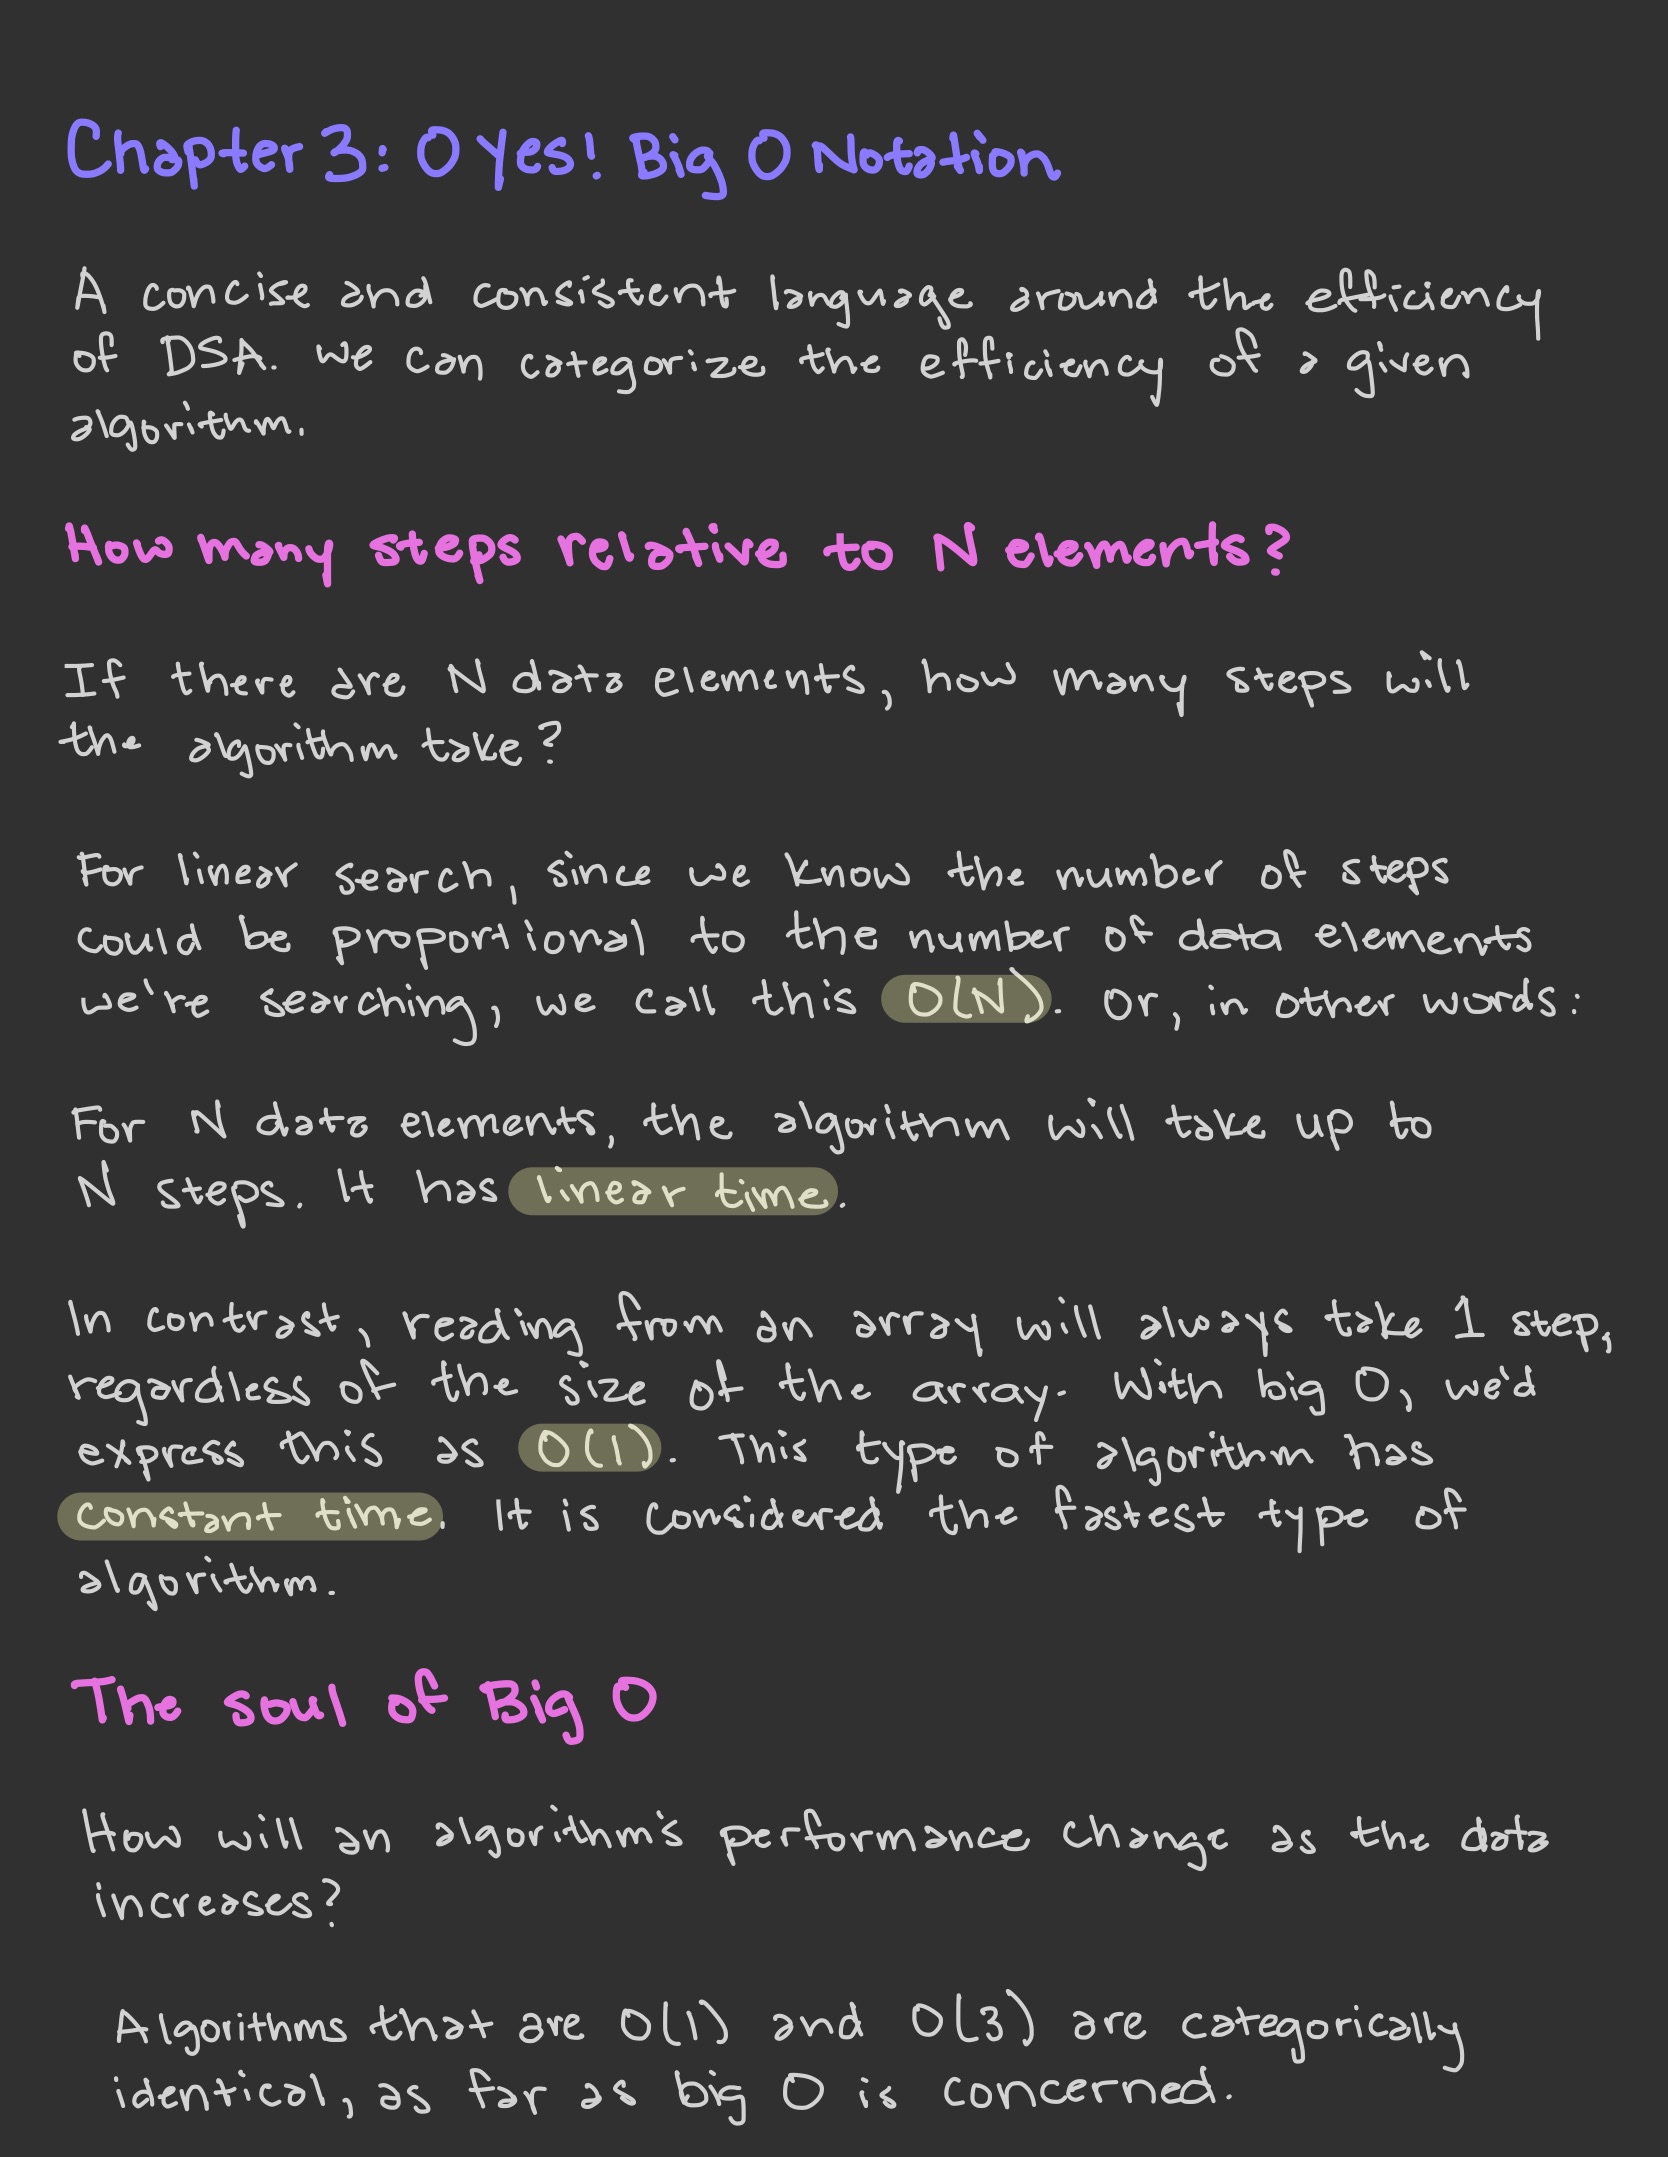 Chapter 3: O Yes! Big O Notation
A concise and consistent language around the efficiency
of DSA. We can categorize the efficiency of a given
algorithm.
How many steps relative to N elements?
If there are N data elements, how many steps will
the algorithm take?
For linear search, since we know the number of steps
could be proportional to the number of data elements
we're searching, we call this O(N). Or, in other words:
For N data elements, the algorithm will take up to
N steps. It has linear time.
In contrast, reading from an array will always take 1 step,
regardless of the size of the array. With big O, we'd
express this as O(1). This type of algorithm has
constant time. It is considered the fastest type of
algorithm.
The soul of Big O
How will an algorithm's performance change as the data
increases?
Algorithms that are O(1) and O(3) are categorically
identical, as far as big O is concerned.